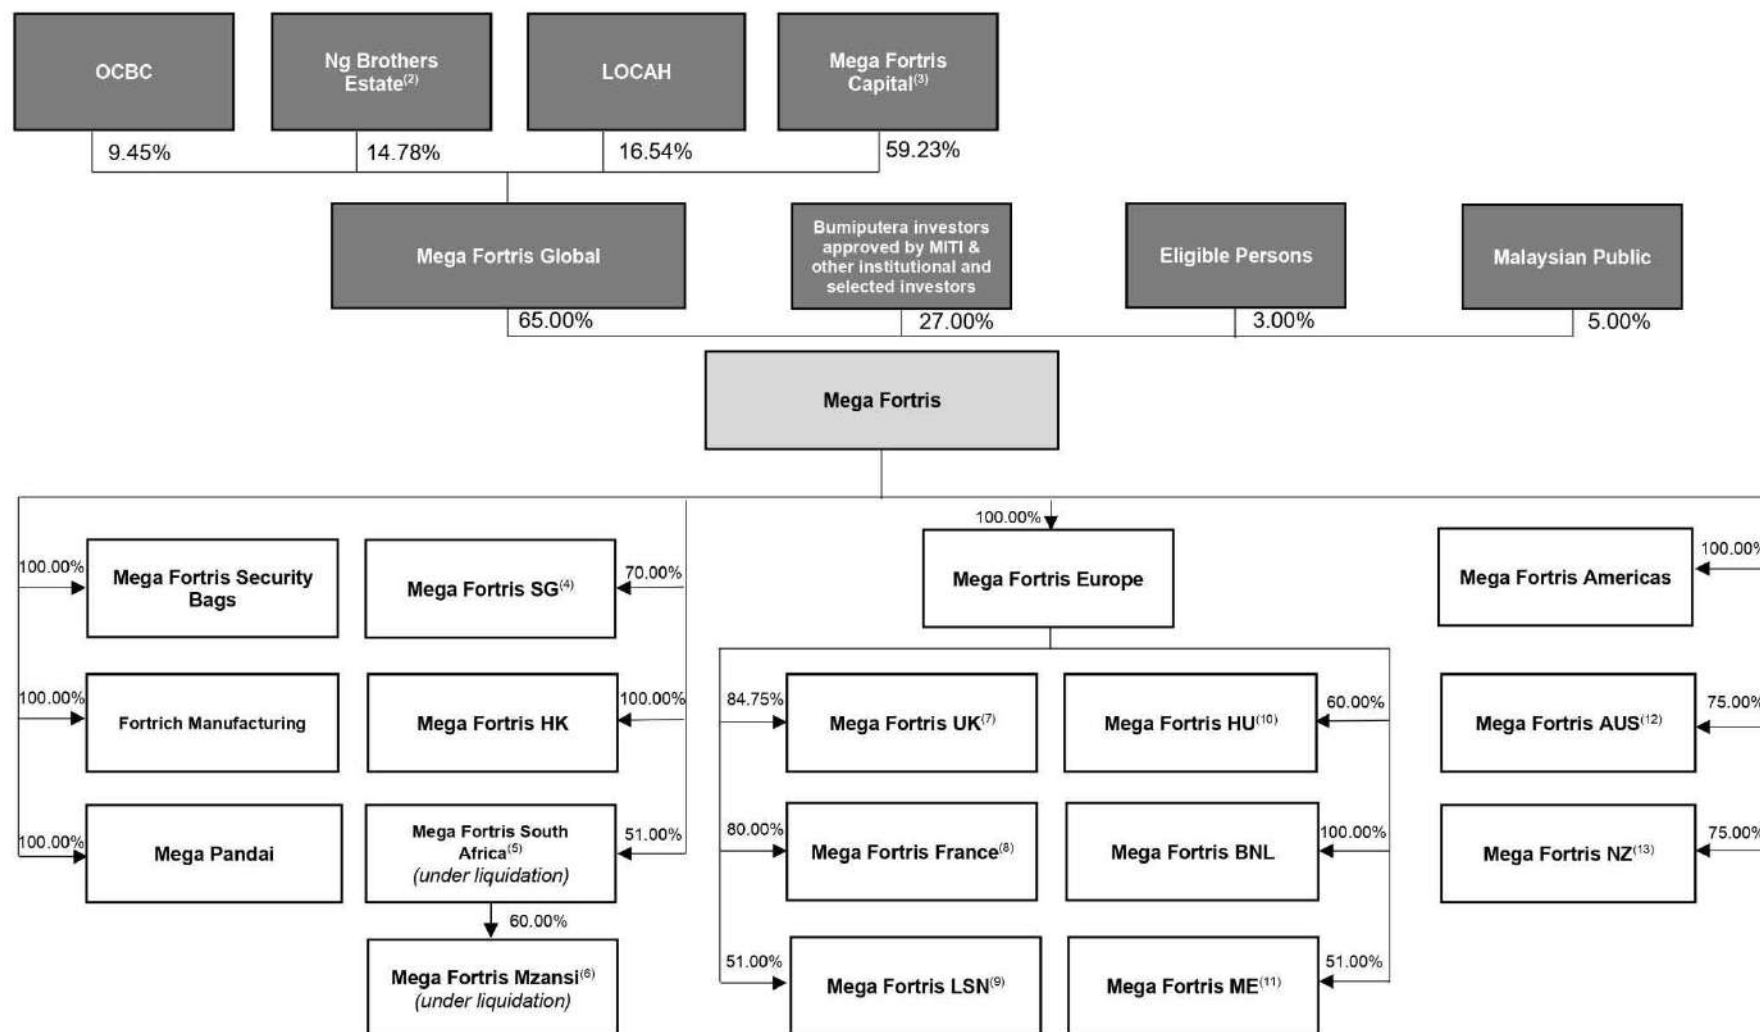 OCBC
Ng Brothers
Estate(2)
LOCAH
Mega Fortris
Capital(3)
9.45%
14.78%
16.54%
59.23%
Mega Fortris Global
Bumiputera investors
approved by MITI &
other institutional and
selected investors
Eligible Persons
Malaysian Public
65.00%
27.00%
3.00%
5.00%
Mega Fortris
100.00%
Mega Fortris Security
Bags
Mega Fortris SG(4)
70.00%
100.00%
Mega Fortris Europe
Mega Fortris Americas
100.00%
100.00%
Fortrich Manufacturing
Mega Fortris HK
100.00%
84.75%
Mega Fortris UK(7)
Mega Fortris HU(10)
60.00%
Mega Fortris AUS(12)
75.00%
100.00%
Mega Pandai
Mega Fortris South
Africa(5)
(under liquidation)
51.00%
80.00%
Mega Fortris France(8)
Mega Fortris BNL
100.00%
Mega Fortris NZ(13)
75.00%
60.00%
Mega Fortris Mzansi(6)
(under liquidation)
51.00%
Mega Fortris LSN(9)
Mega Fortris ME(11)
51.00%